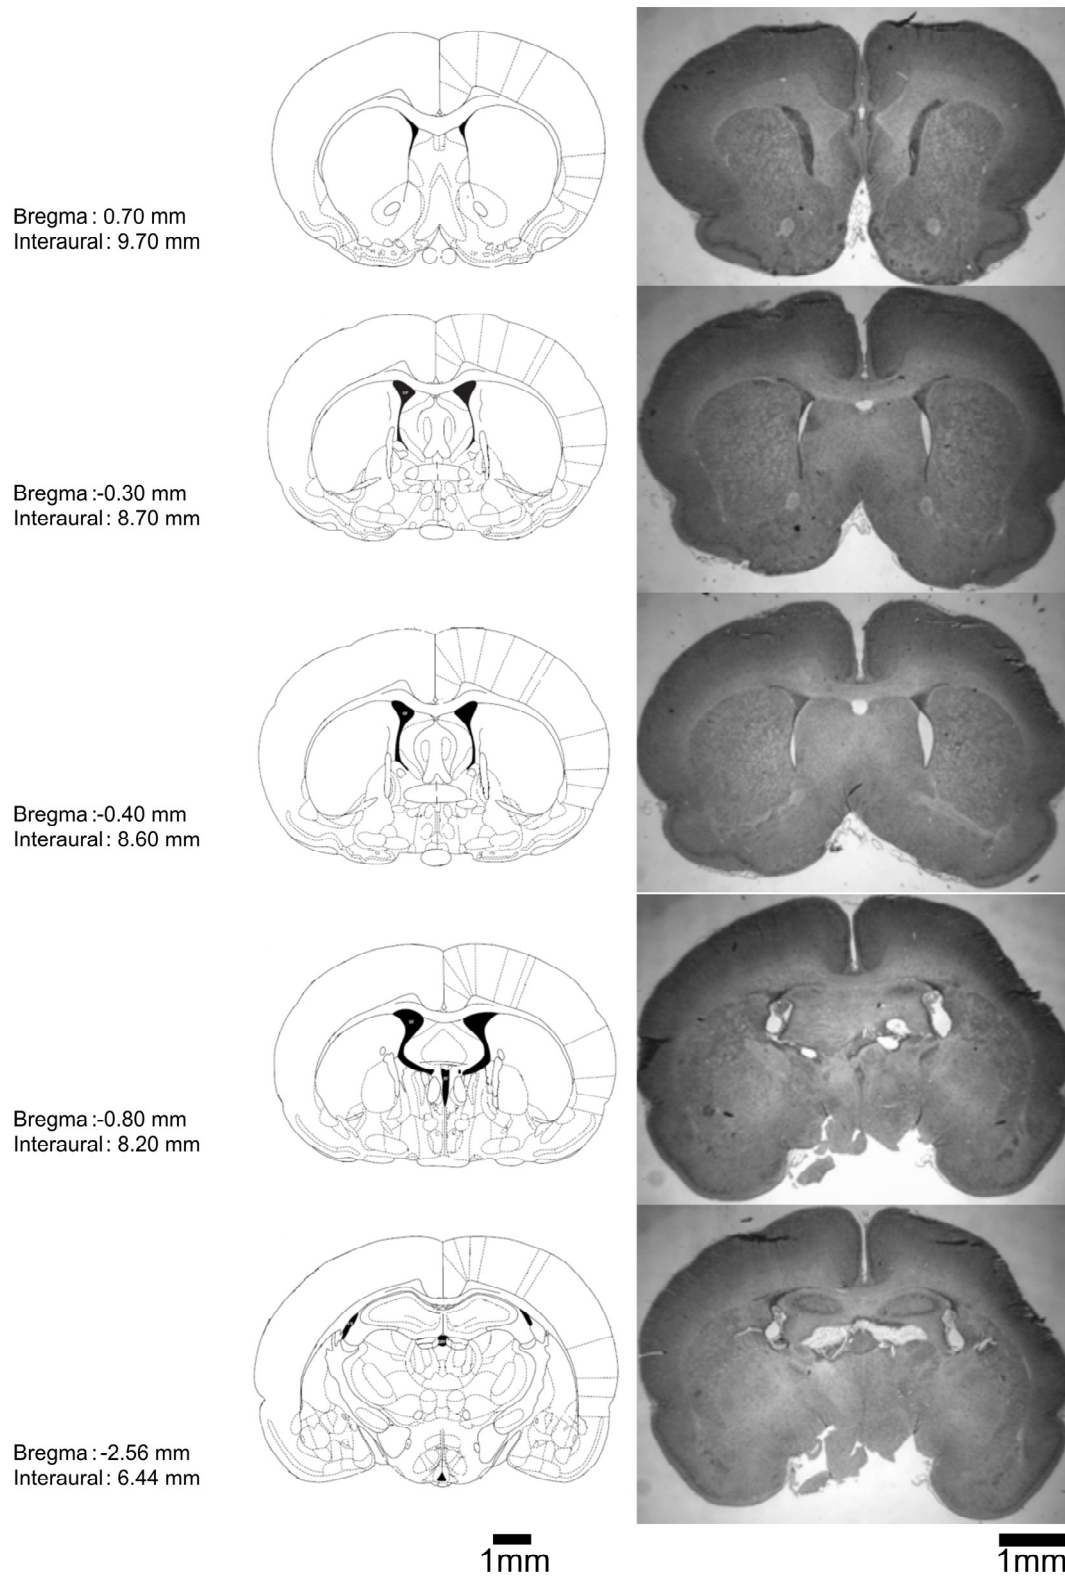 Bregma : 0.70 mm
Interaural : 9.70 mm
Bregma :-0.30 mm
Interaural : 8.70 mm
Bregma :-0.40 mm
Interaural : 8.60 mm
Bregma :-0.80 mm
Interaural : 8.20 mm
Bregma :-2.56 mm
Interaural : 6.44 mm
1mm
1mm